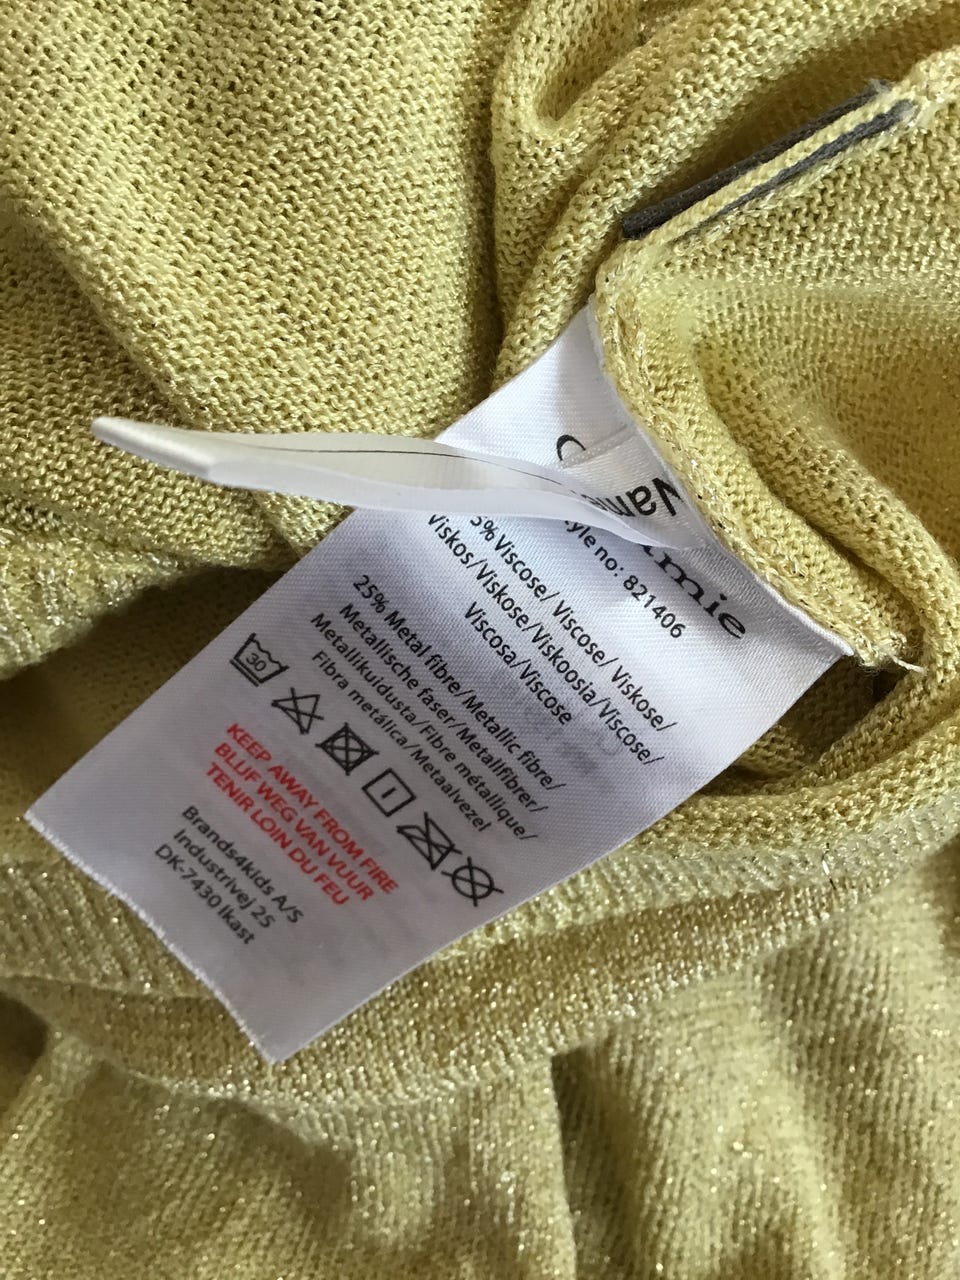 mie
no: 821406
5% Viscose/ Viscose/ Viskose/
Viskos/Viskose/Viskoosia/Viscose/
Viscosa/Viscose
25% Metal fibre/Metallic fibre/
Metallische faser/Metallfibrer/
Metallikuidusta/Fibre métallique/
Fibra metálica/Metaalvezel
30
KEEP AWAY FROM FIRE
BLIJF WEG VAN VUUR
TENIR LOIN DU FEU
Brands4kids A/S
Industrivej 25
DK-7430 Ikast